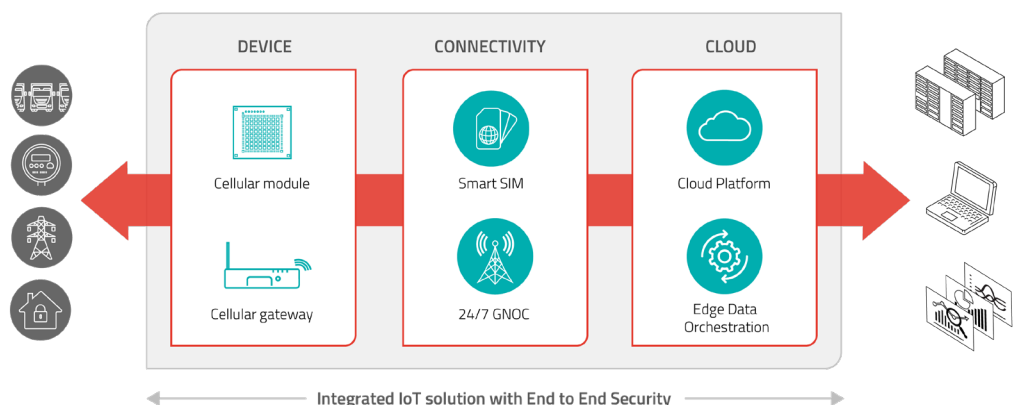 DEVICE
CONNECTIVITY
CLOUD
Cellular module
Smart SIM
Cloud Platform
Cellular gateway
24/7 GNOC
Edge Data
Orchestration
Integrated IoT solution with End to End Security